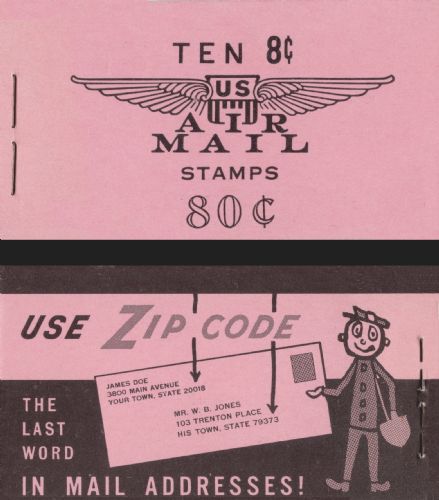 TEN 8¢
US
AIR
MAIL
STAMPS
80¢
USE ZIP CODE
JAMES DOE
3800 MAIN AVENUE
YOUR TOWN, STATE 20018
MR. W. B. JONES
103 TRENTON PLACE
HIS TOWN, STATE 79373
THE
LAST
WORD
IN MAIL ADDRESSES!